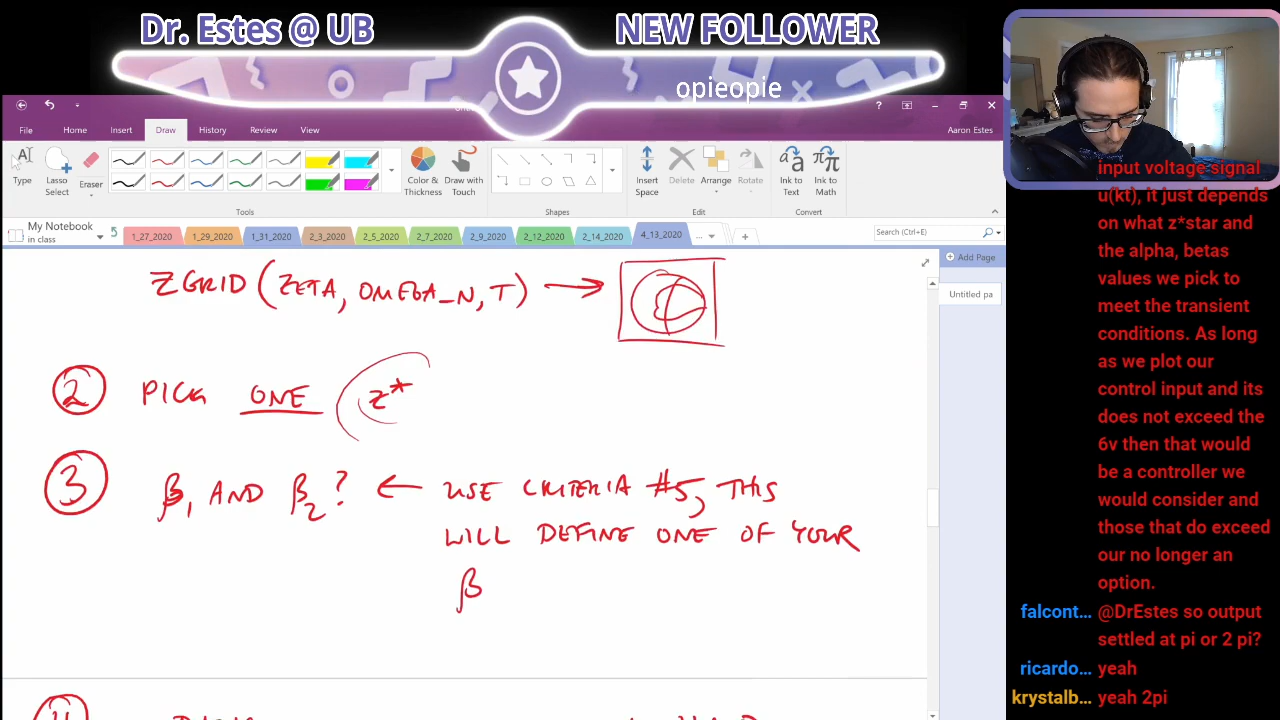 Dr. Estes @ UB
NEW FOLLOWER
opieopie
File Home Insert Draw History Review View
Aaron Estes
Type
Lasso Select
Eraser
Color & Thickness
Draw with Touch
Insert Space
Delete
Arrange
Rotate
Ink to Text
Ink to Math
Tools
Shapes
Edit
Convert
My Notebook
in class
1_27_2020 1_29_2020 1_31_2020 2_3_2020 2_5_2020 2_7_2020 2_9_2020 2_12_2020 2_14_2020 4_13_2020 ...
Search (Ctrl+E)
Add Page
Untitled pa
ZGRID (ZETA, OMEGA_N, T) →
② PICK ONE z*
③ β₁ AND β₂? ← USE CRITERIA #5, THIS
WILL DEFINE ONE OF YOUR
β
input voltage signal
u(kt), it just depends
on what z*star and
the alpha, betas
values we pick to
meet the transient
conditions. As long
as we plot our
control input and its
does not exceed the
6v then that would
be a controller we
would consider and
those that do exceed
our no longer an
option.
falcont... @DrEstes so output
settled at pi or 2 pi?
ricardo... yeah
krystalb... yeah 2pi